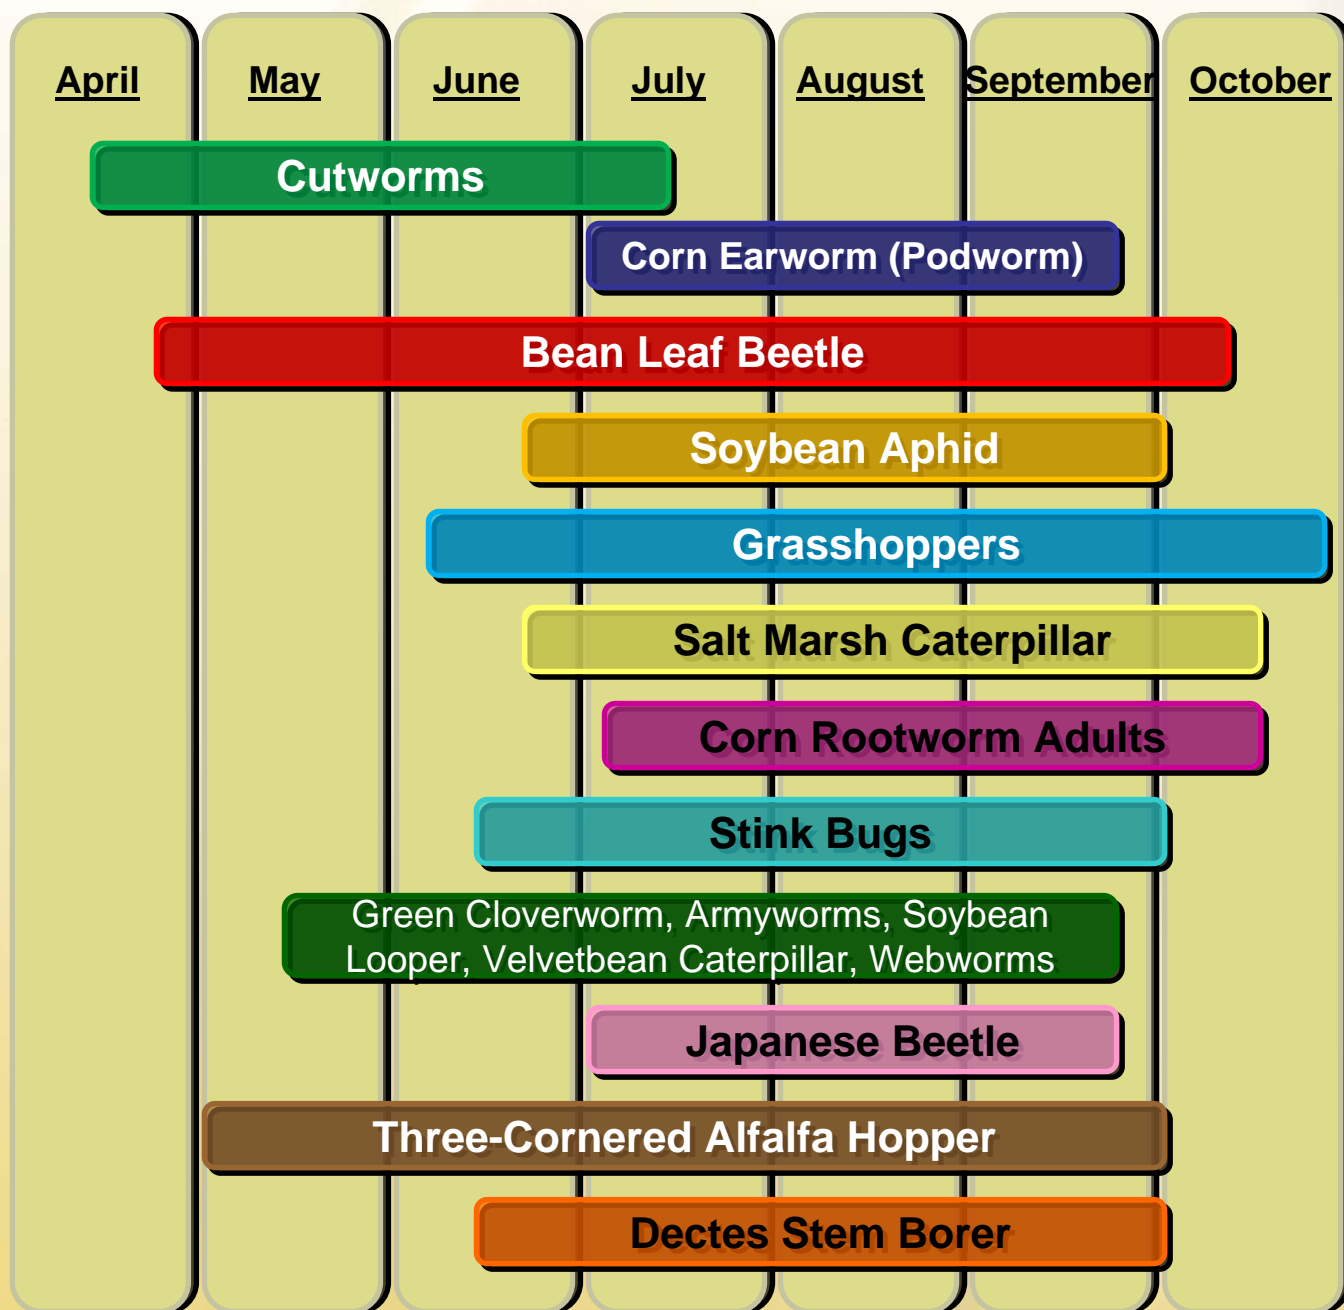 April May June July August September October
Cutworms
Corn Earworm (Podworm)
Bean Leaf Beetle
Soybean Aphid
Grasshoppers
Salt Marsh Caterpillar
Corn Rootworm Adults
Stink Bugs
Green Cloverworm, Armyworms, Soybean
Looper, Velvetbean Caterpillar, Webworms
Japanese Beetle
Three-Cornered Alfalfa Hopper
Dectes Stem Borer